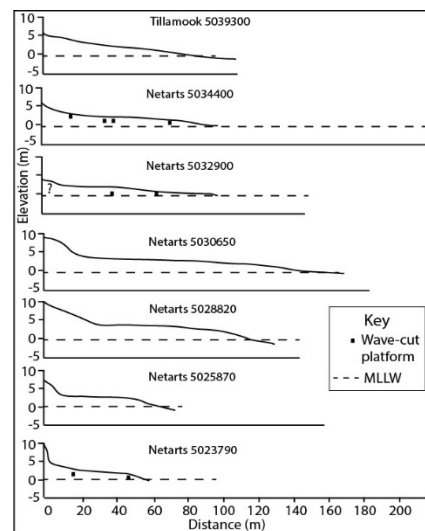 Tillamook 5039300
10
5
0
-5
Netarts 5034400
10
5
0
-5
Netarts 5032900
10
5
0
-5
?
Netarts 5030650
10
5
0
-5
Netarts 5028820
10
5
0
-5
Netarts 5025870
10
5
0
-5
Netarts 5023790
10
5
0
-5
Elevation (m)
Key
Wave-cut
platform
MLLW
0 20 40 60 80 100 120 140 160 180 200
Distance (m)